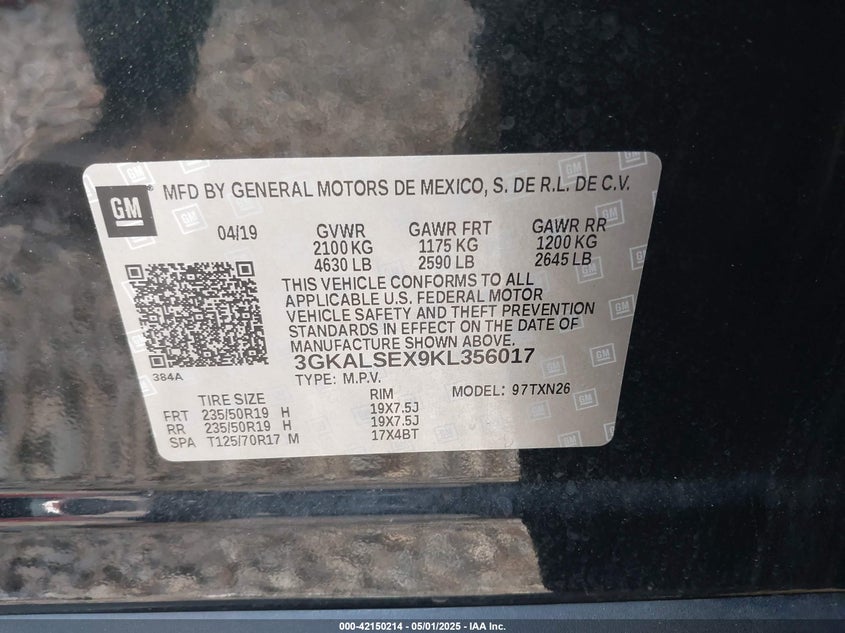 GM
MFD BY GENERAL MOTORS DE MEXICO, S. DE R.L. DE C.V.
04/19 GVWR GAWR FRT GAWR RR
2100 KG 1175 KG 1200 KG
4630 LB 2590 LB 2645 LB
THIS VEHICLE CONFORMS TO ALL
APPLICABLE U.S. FEDERAL MOTOR
VEHICLE SAFETY AND THEFT PREVENTION
STANDARDS IN EFFECT ON THE DATE OF
MANUFACTURE SHOWN ABOVE.
3GKALSEX9KL356017
384A
TYPE: M.P.V. MODEL: 97TXN26
TIRE SIZE RIM
FRT 235/50R19 H 19X7.5J
RR 235/50R19 H 19X7.5J
SPA T125/70R17 M 17X4BT
000-42150214 - 05/01/2025 - IAA Inc.